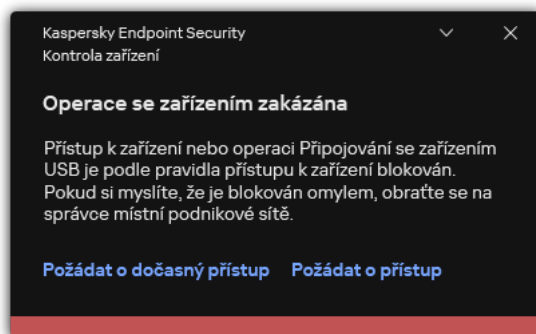 Kaspersky Endpoint Security
Kontrola zařízení
Operace se zařízením zakázána
Přístup k zařízení nebo operaci Připojování se zařízením
USB je podle pravidla přístupu k zařízení blokován.
Pokud si myslíte, že je blokován omylem, obraťte se na
správce místní podnikové sítě.
Požádat o dočasný přístup Požádat o přístup